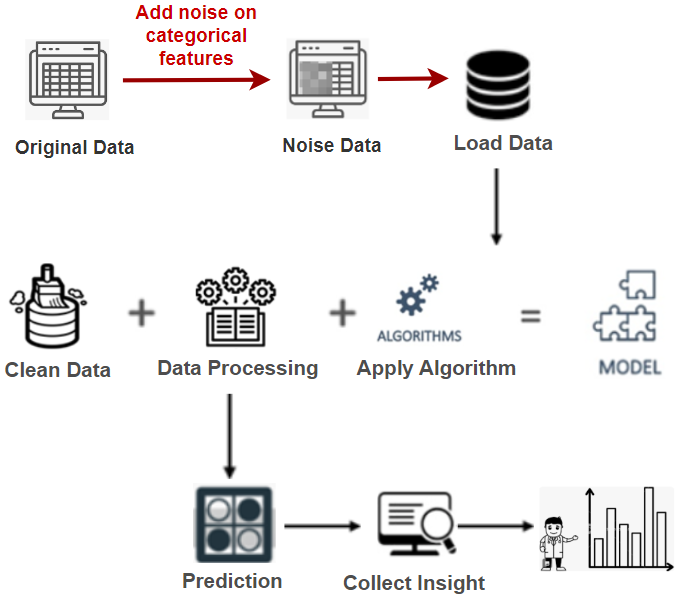 Add noise on
categorical
features
Original Data
Noise Data
Load Data
+
+
ALGORITHMS
=
Clean Data
Data Processing
Apply Algorithm
MODEL
Prediction
Collect Insight